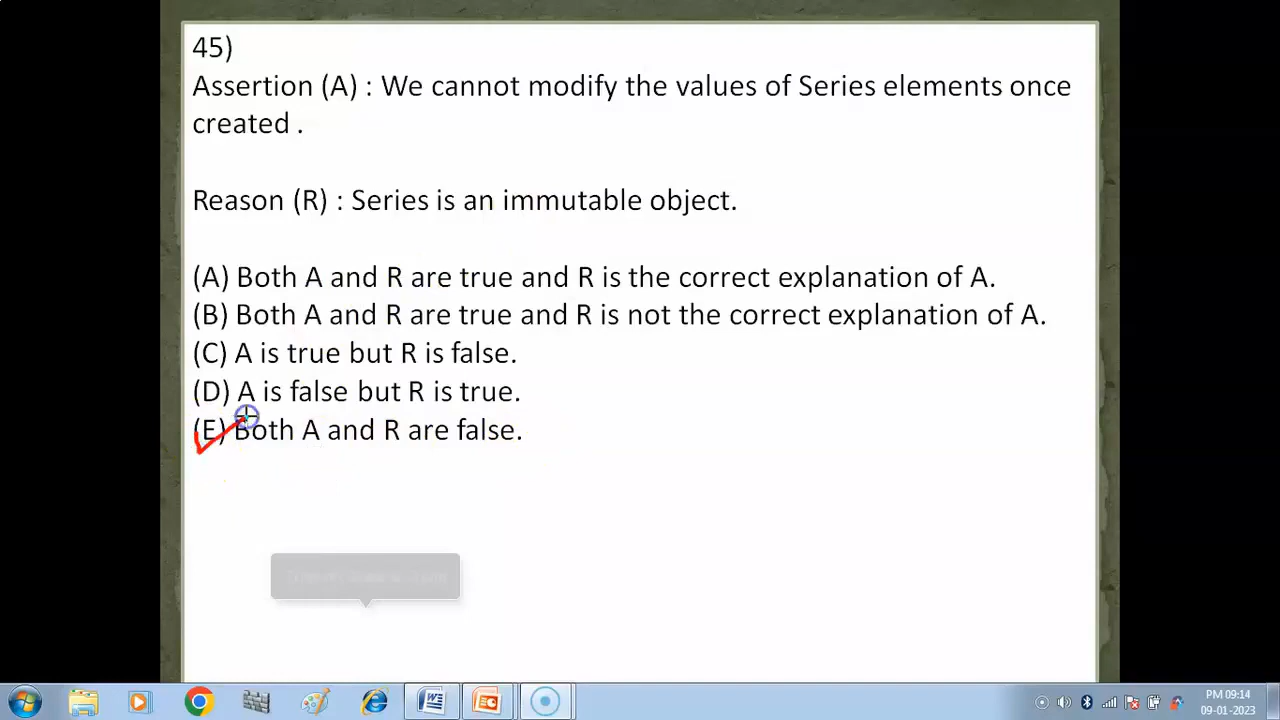 45)
Assertion (A) : We cannot modify the values of Series elements once
created .
Reason (R) : Series is an immutable object.
(A) Both A and R are true and R is the correct explanation of A.
(B) Both A and R are true and R is not the correct explanation of A.
(C) A is true but R is false.
(D) A is false but R is true.
(E) Both A and R are false.
PM 09:14
09-01-2023